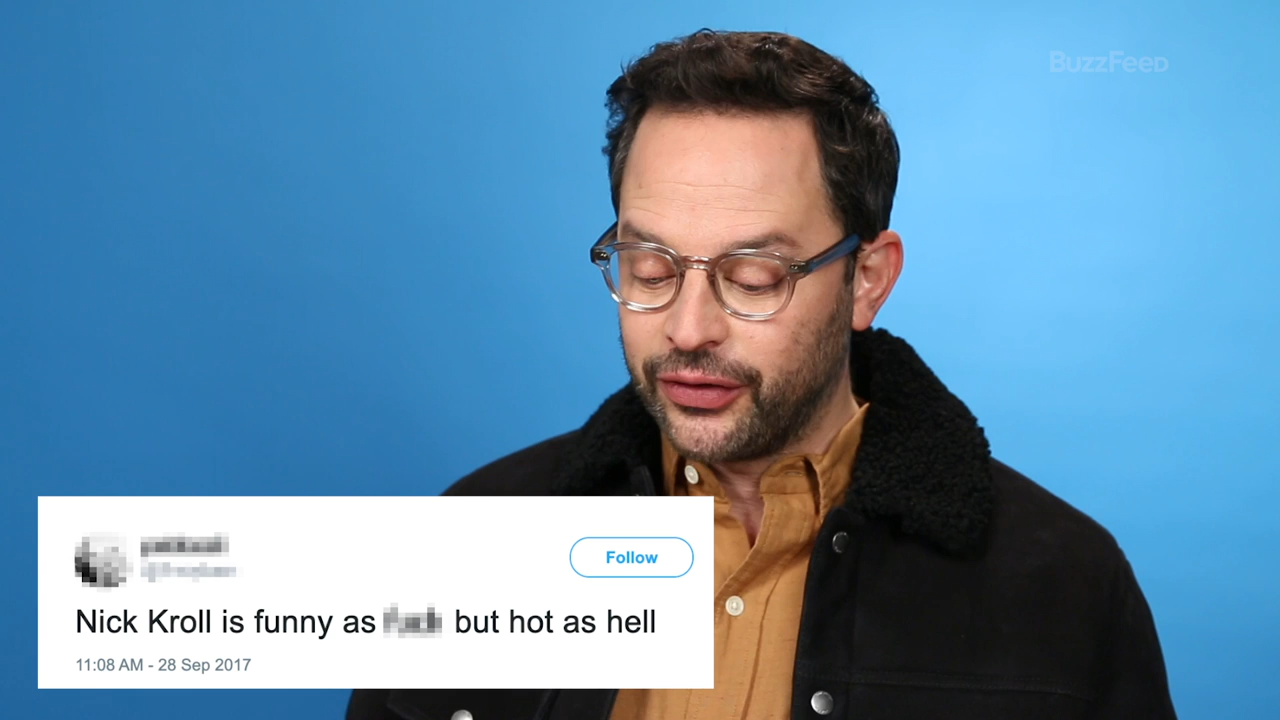 BuzzFeed
Follow
Nick Kroll is funny as but hot as hell
11:08 AM - 28 Sep 2017